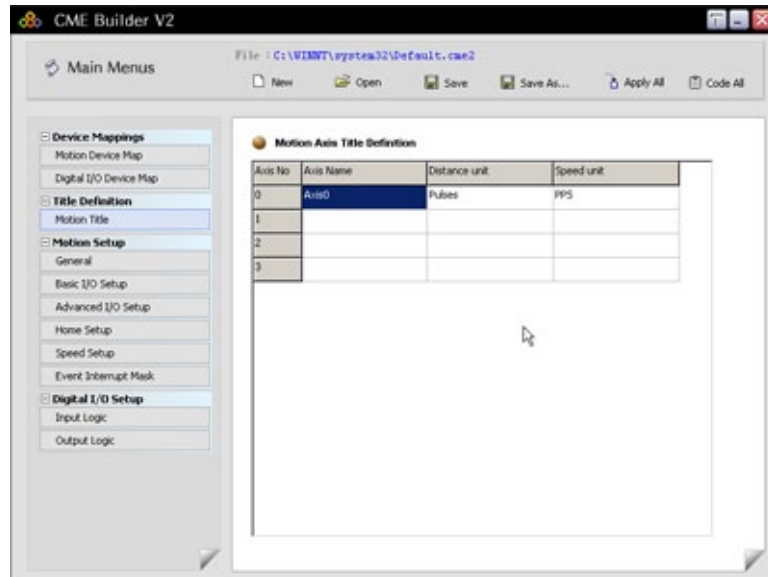 CME Builder V2
Main Menus
File : C:\WINNT\system32\Default.cme2
New Open Save Save As... Apply All Code All
Device Mappings
Motion Device Map
Digital I/O Device Map
Title Definition
Motion Title
Motion Setup
General
Basic I/O Setup
Advanced I/O Setup
Home Setup
Speed Setup
Event Interrupt Mask
Digital I/O Setup
Input Logic
Output Logic
Motion Axis Title Definition
Axis No Axis Name Distance unit Speed unit
0 Axis0 Pulses PPS
1
2
3